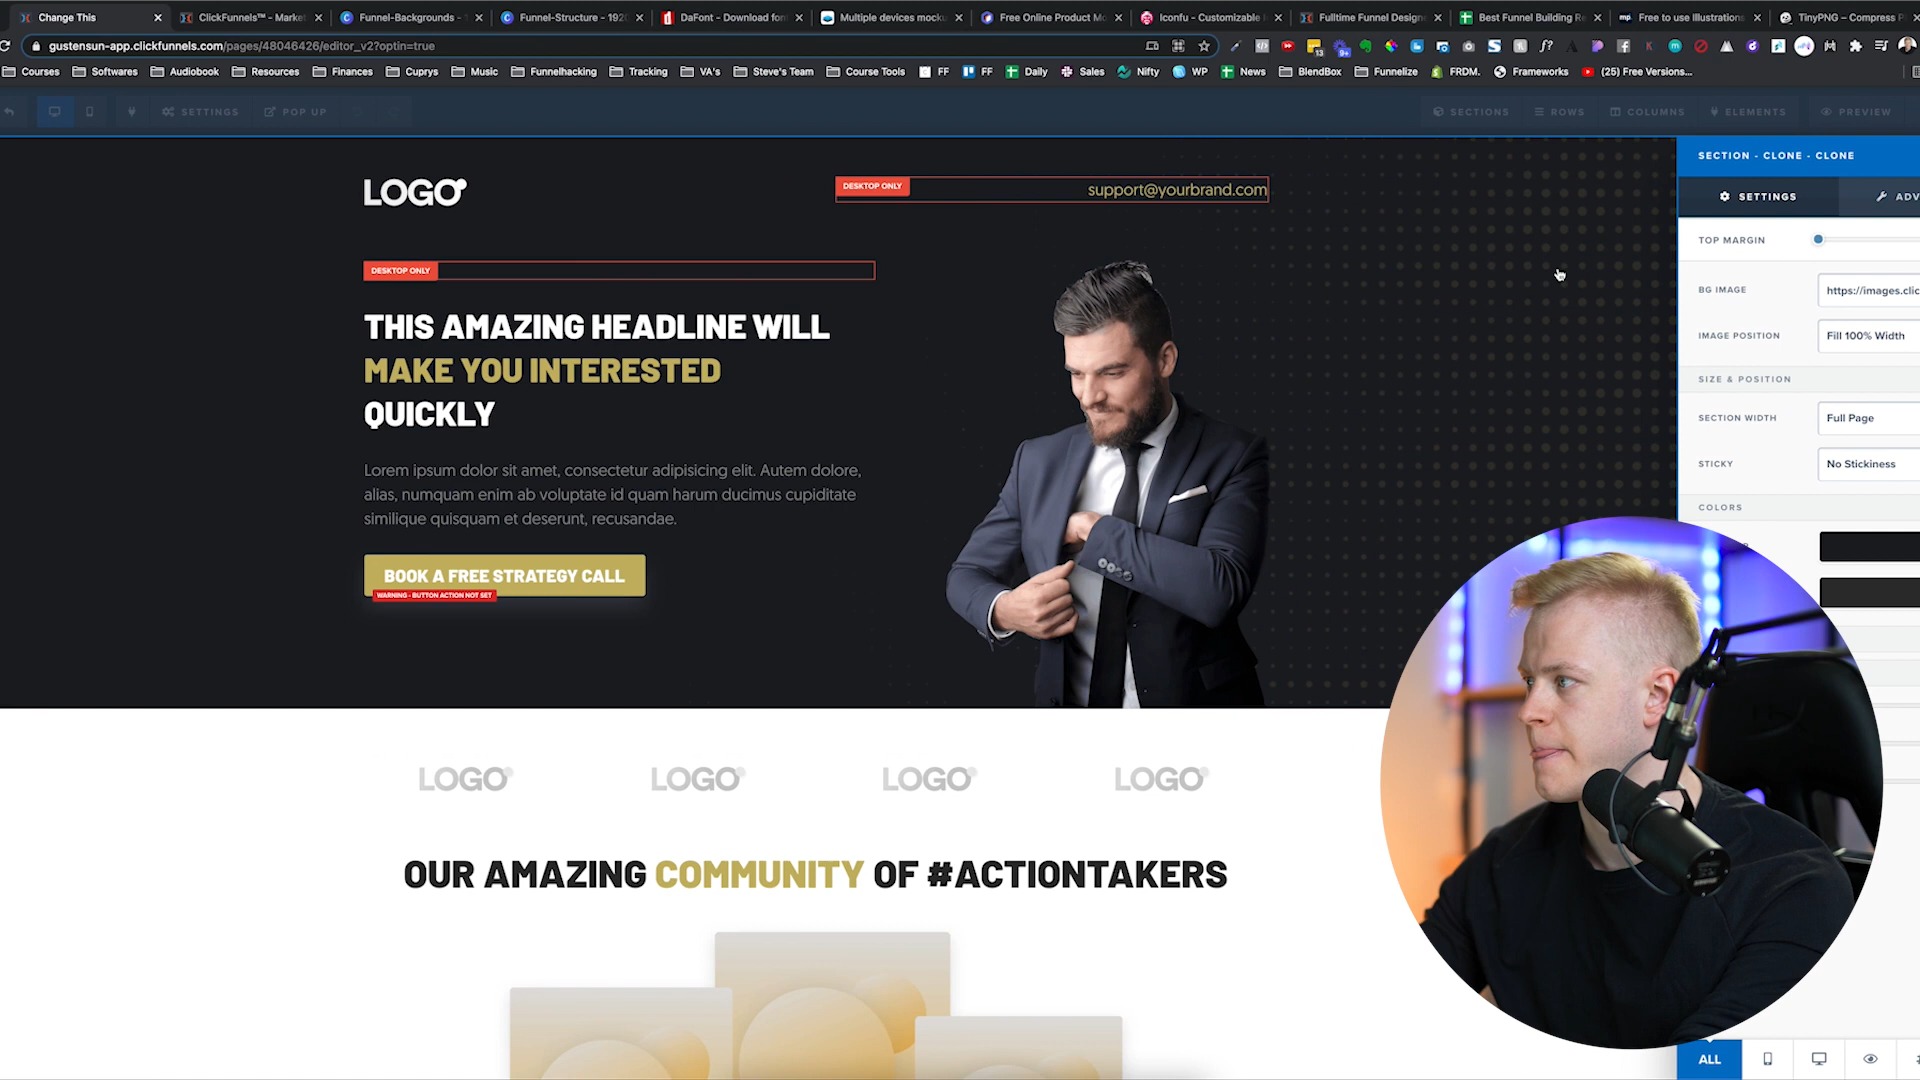 Change This
ClickFunnels™ - Market
Funnel-Backgrounds -
Funnel-Structure - 192
DaFont - Download fon
Multiple devices mocku
Free Online Product Mo
Iconfu - Customizable I
Fulltime Funnel Designe
Best Funnel Building Re
Free to use Illustrations
TinyPNG – Compress P
gustensun-app.clickfunnels.com/pages/48046426/editor_v2?optin=true
Courses
Softwares
Audiobook
Resources
Finances
Cuprys
Music
Funnelhacking
Tracking
VA's
Steve's Team
Course Tools
FF
FF
Daily
Sales
Nifty
WP
News
BlendBox
Funnelize
FRDM.
Frameworks
(25) Free Versions...
SETTINGS
POP UP
SECTIONS
ROWS
COLUMNS
ELEMENTS
PREVIEW
SECTION - CLONE - CLONE
SETTINGS
ADV
TOP MARGIN
BG IMAGE
https://images.clic
IMAGE POSITION
Fill 100% Width
SIZE & POSITION
SECTION WIDTH
Full Page
STICKY
No Stickiness
COLORS
LOGO
DESKTOP ONLY
support@yourbrand.com
DESKTOP ONLY
THIS AMAZING HEADLINE WILL
MAKE YOU INTERESTED
QUICKLY
Lorem ipsum dolor sit amet, consectetur adipisicing elit. Autem dolore,
alias, numquam enim ab voluptate id quam harum ducimus cupiditate
similique quisquam et deserunt, recusandae.
BOOK A FREE STRATEGY CALL
WARNING - BUTTON ACTION NOT SET
LOGO
LOGO
LOGO
LOGO
OUR AMAZING COMMUNITY OF #ACTIONTAKERS
ALL